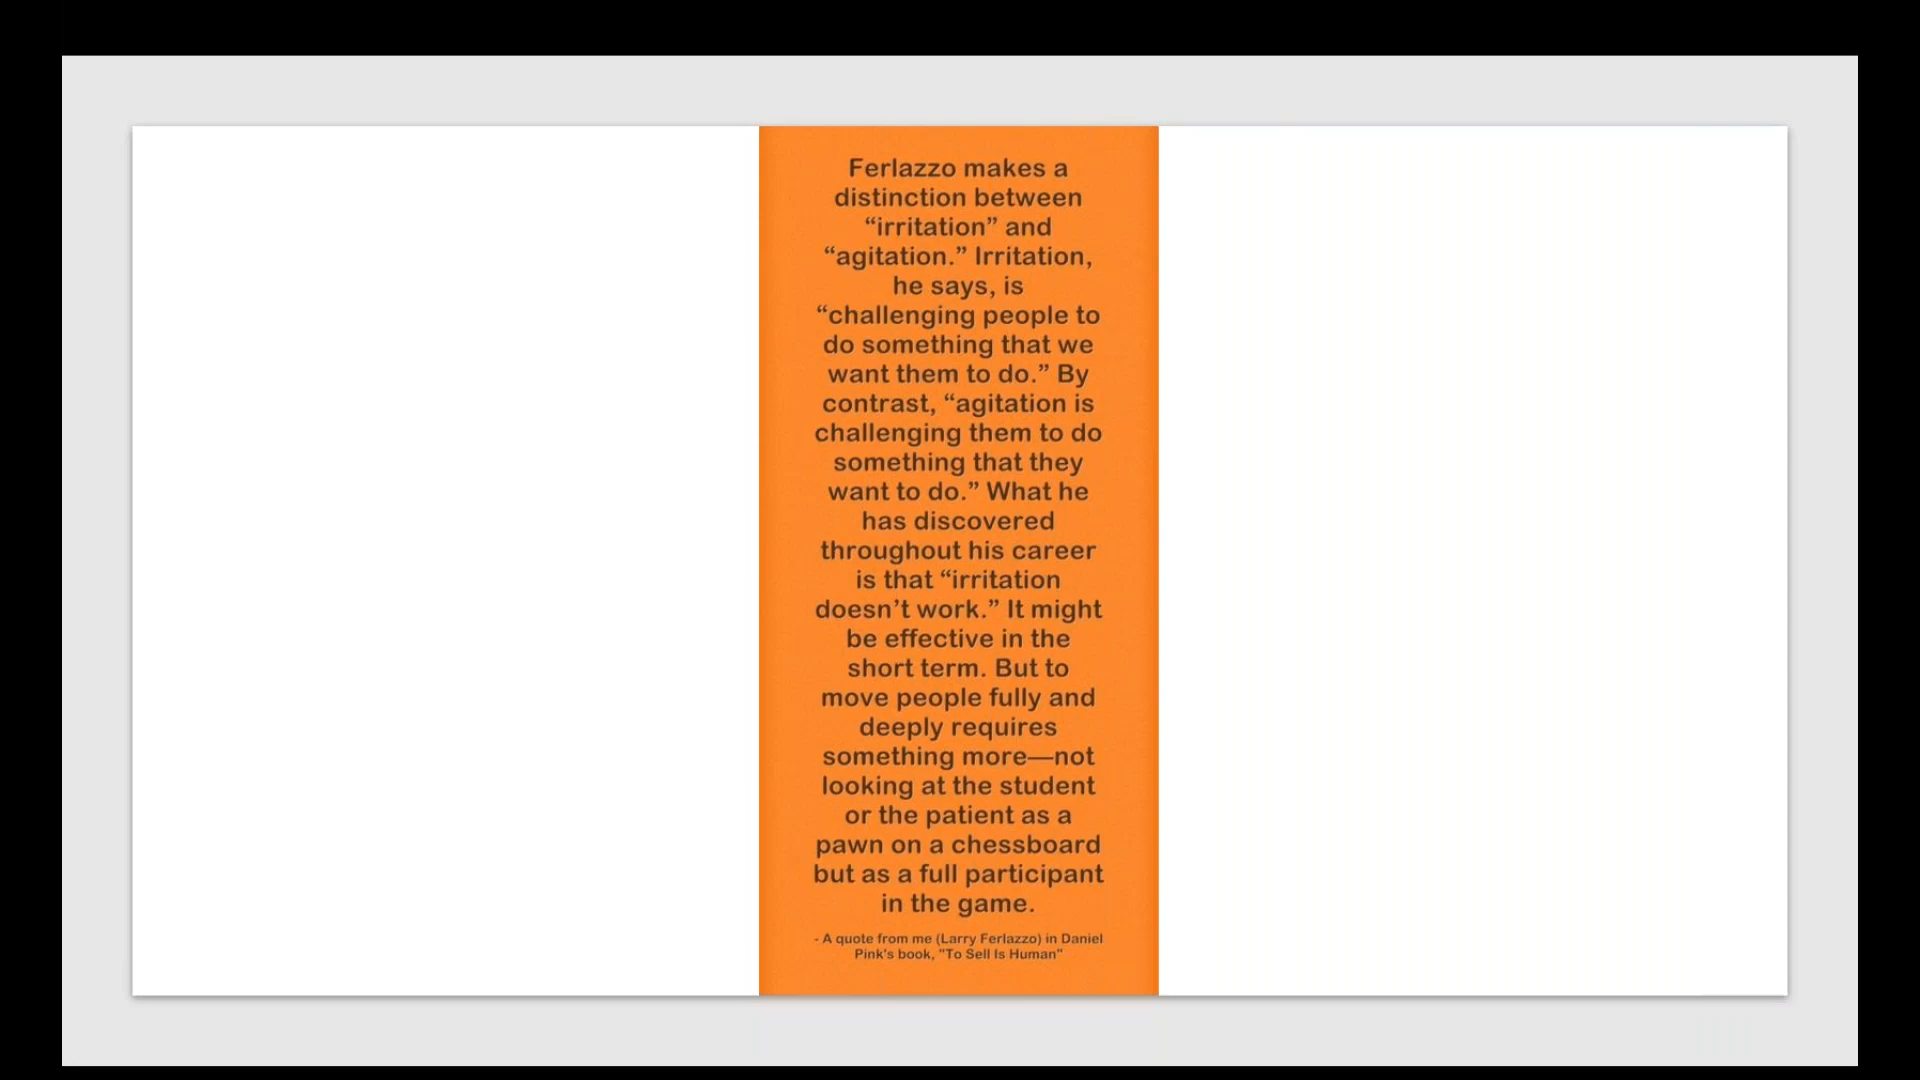 Ferlazzo makes a
distinction between
“irritation” and
“agitation.” Irritation,
he says, is
“challenging people to
do something that we
want them to do.” By
contrast, “agitation is
challenging them to do
something that they
want to do.” What he
has discovered
throughout his career
is that “irritation
doesn’t work.” It might
be effective in the
short term. But to
move people fully and
deeply requires
something more—not
looking at the student
or the patient as a
pawn on a chessboard
but as a full participant
in the game.
- A quote from me (Larry Ferlazzo) in Daniel
Pink's book, "To Sell Is Human"